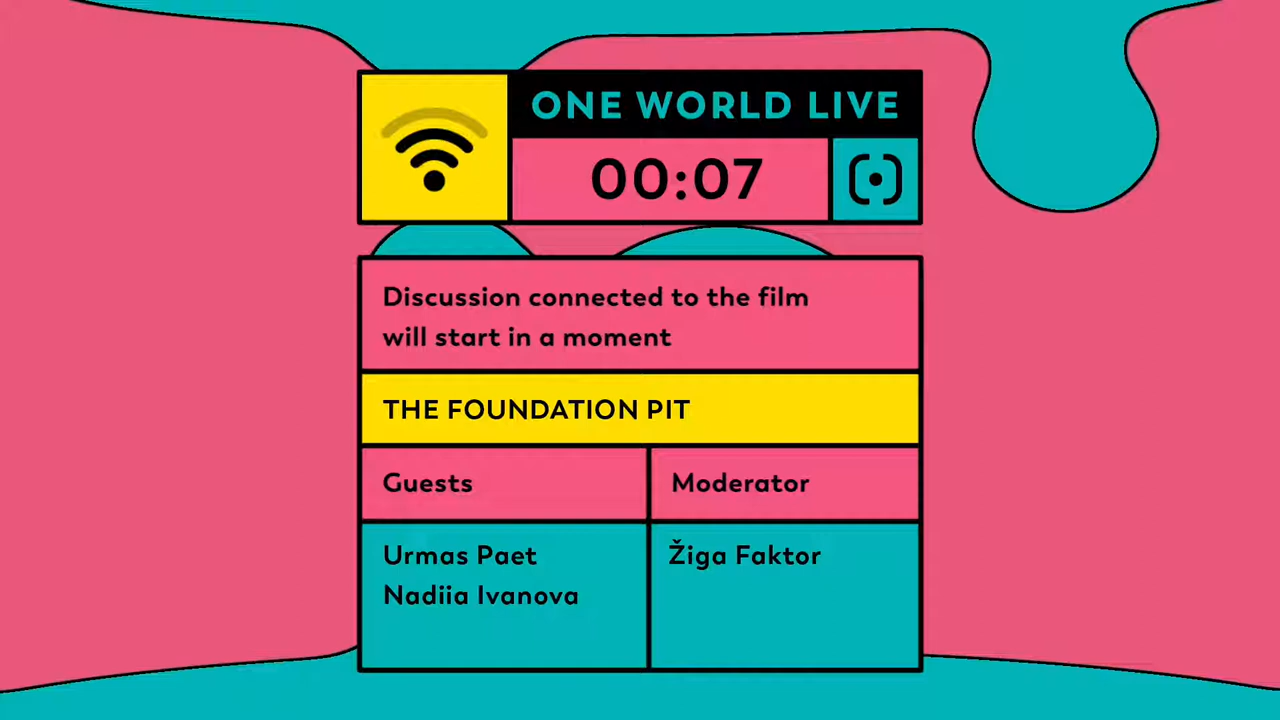 ONE WORLD LIVE
00:07
Discussion connected to the film
will start in a moment
THE FOUNDATION PIT
Guests
Moderator
Urmas Paet
Žiga Faktor
Nadiia Ivanova